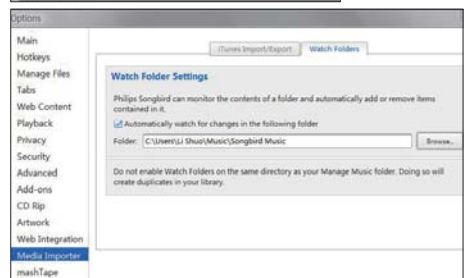 Options
Main
Hotkeys
Manage Files
Tabs
Web Content
Playback
Privacy
Security
Advanced
Add-ons
CD Rip
Artwork
Web Integration
Media Importer
mashTape
iTunes Import/Export
Watch Folders
Watch Folder Settings
Philips Songbird can monitor the contents of a folder and automatically add or remove items
contained in it.
Automatically watch for changes in the following folder
Folder: C:\Users\Li Shuo\Music\Songbird Music Browse...
Do not enable Watch Folders on the same directory as your Manage Music folder. Doing so will
create duplicates in your library.